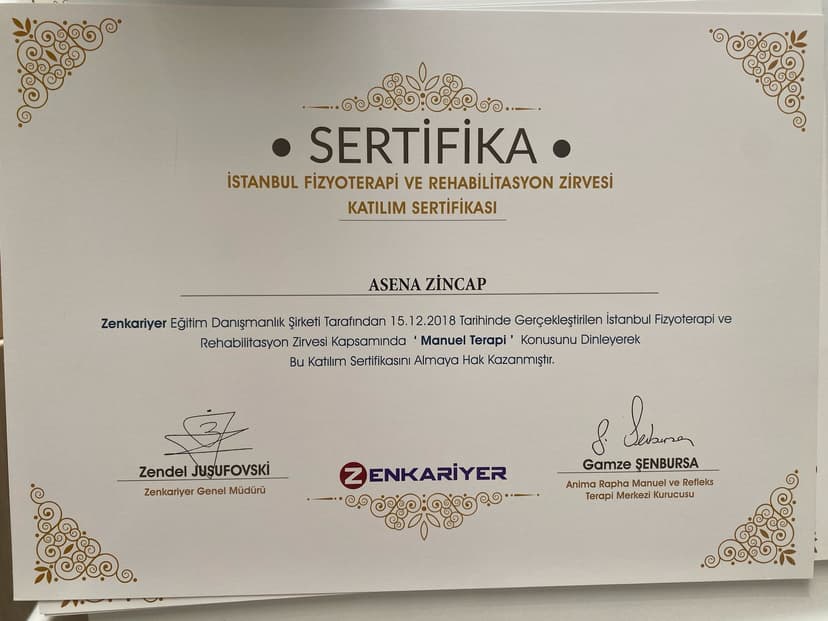 • SERTİFİKA •
İSTANBUL FİZYOTERAPİ VE REHABİLİTASYON ZİRVESİ
KATILIM SERTİFİKASI
ASENA ZİNCAP
Zenkariyer Eğitim Danışmanlık Şirketi Tarafından 15.12.2018 Tarihinde Gerçekleştirilen İstanbul Fizyoterapi ve
Rehabilitasyon Zirvesi Kapsamında ‘ Manuel Terapi ’ Konusunu Dinleyerek
Bu Katılım Sertifikasını Almaya Hak Kazanmıştır.
Zendel JUŞUFOVSKİ
Zenkariyer Genel Müdürü
ZENKARİYER
G. Şenbursa
Gamze ŞENBURSA
Anima Rapha Manuel ve Refleks
Terapi Merkezi Kurucusu